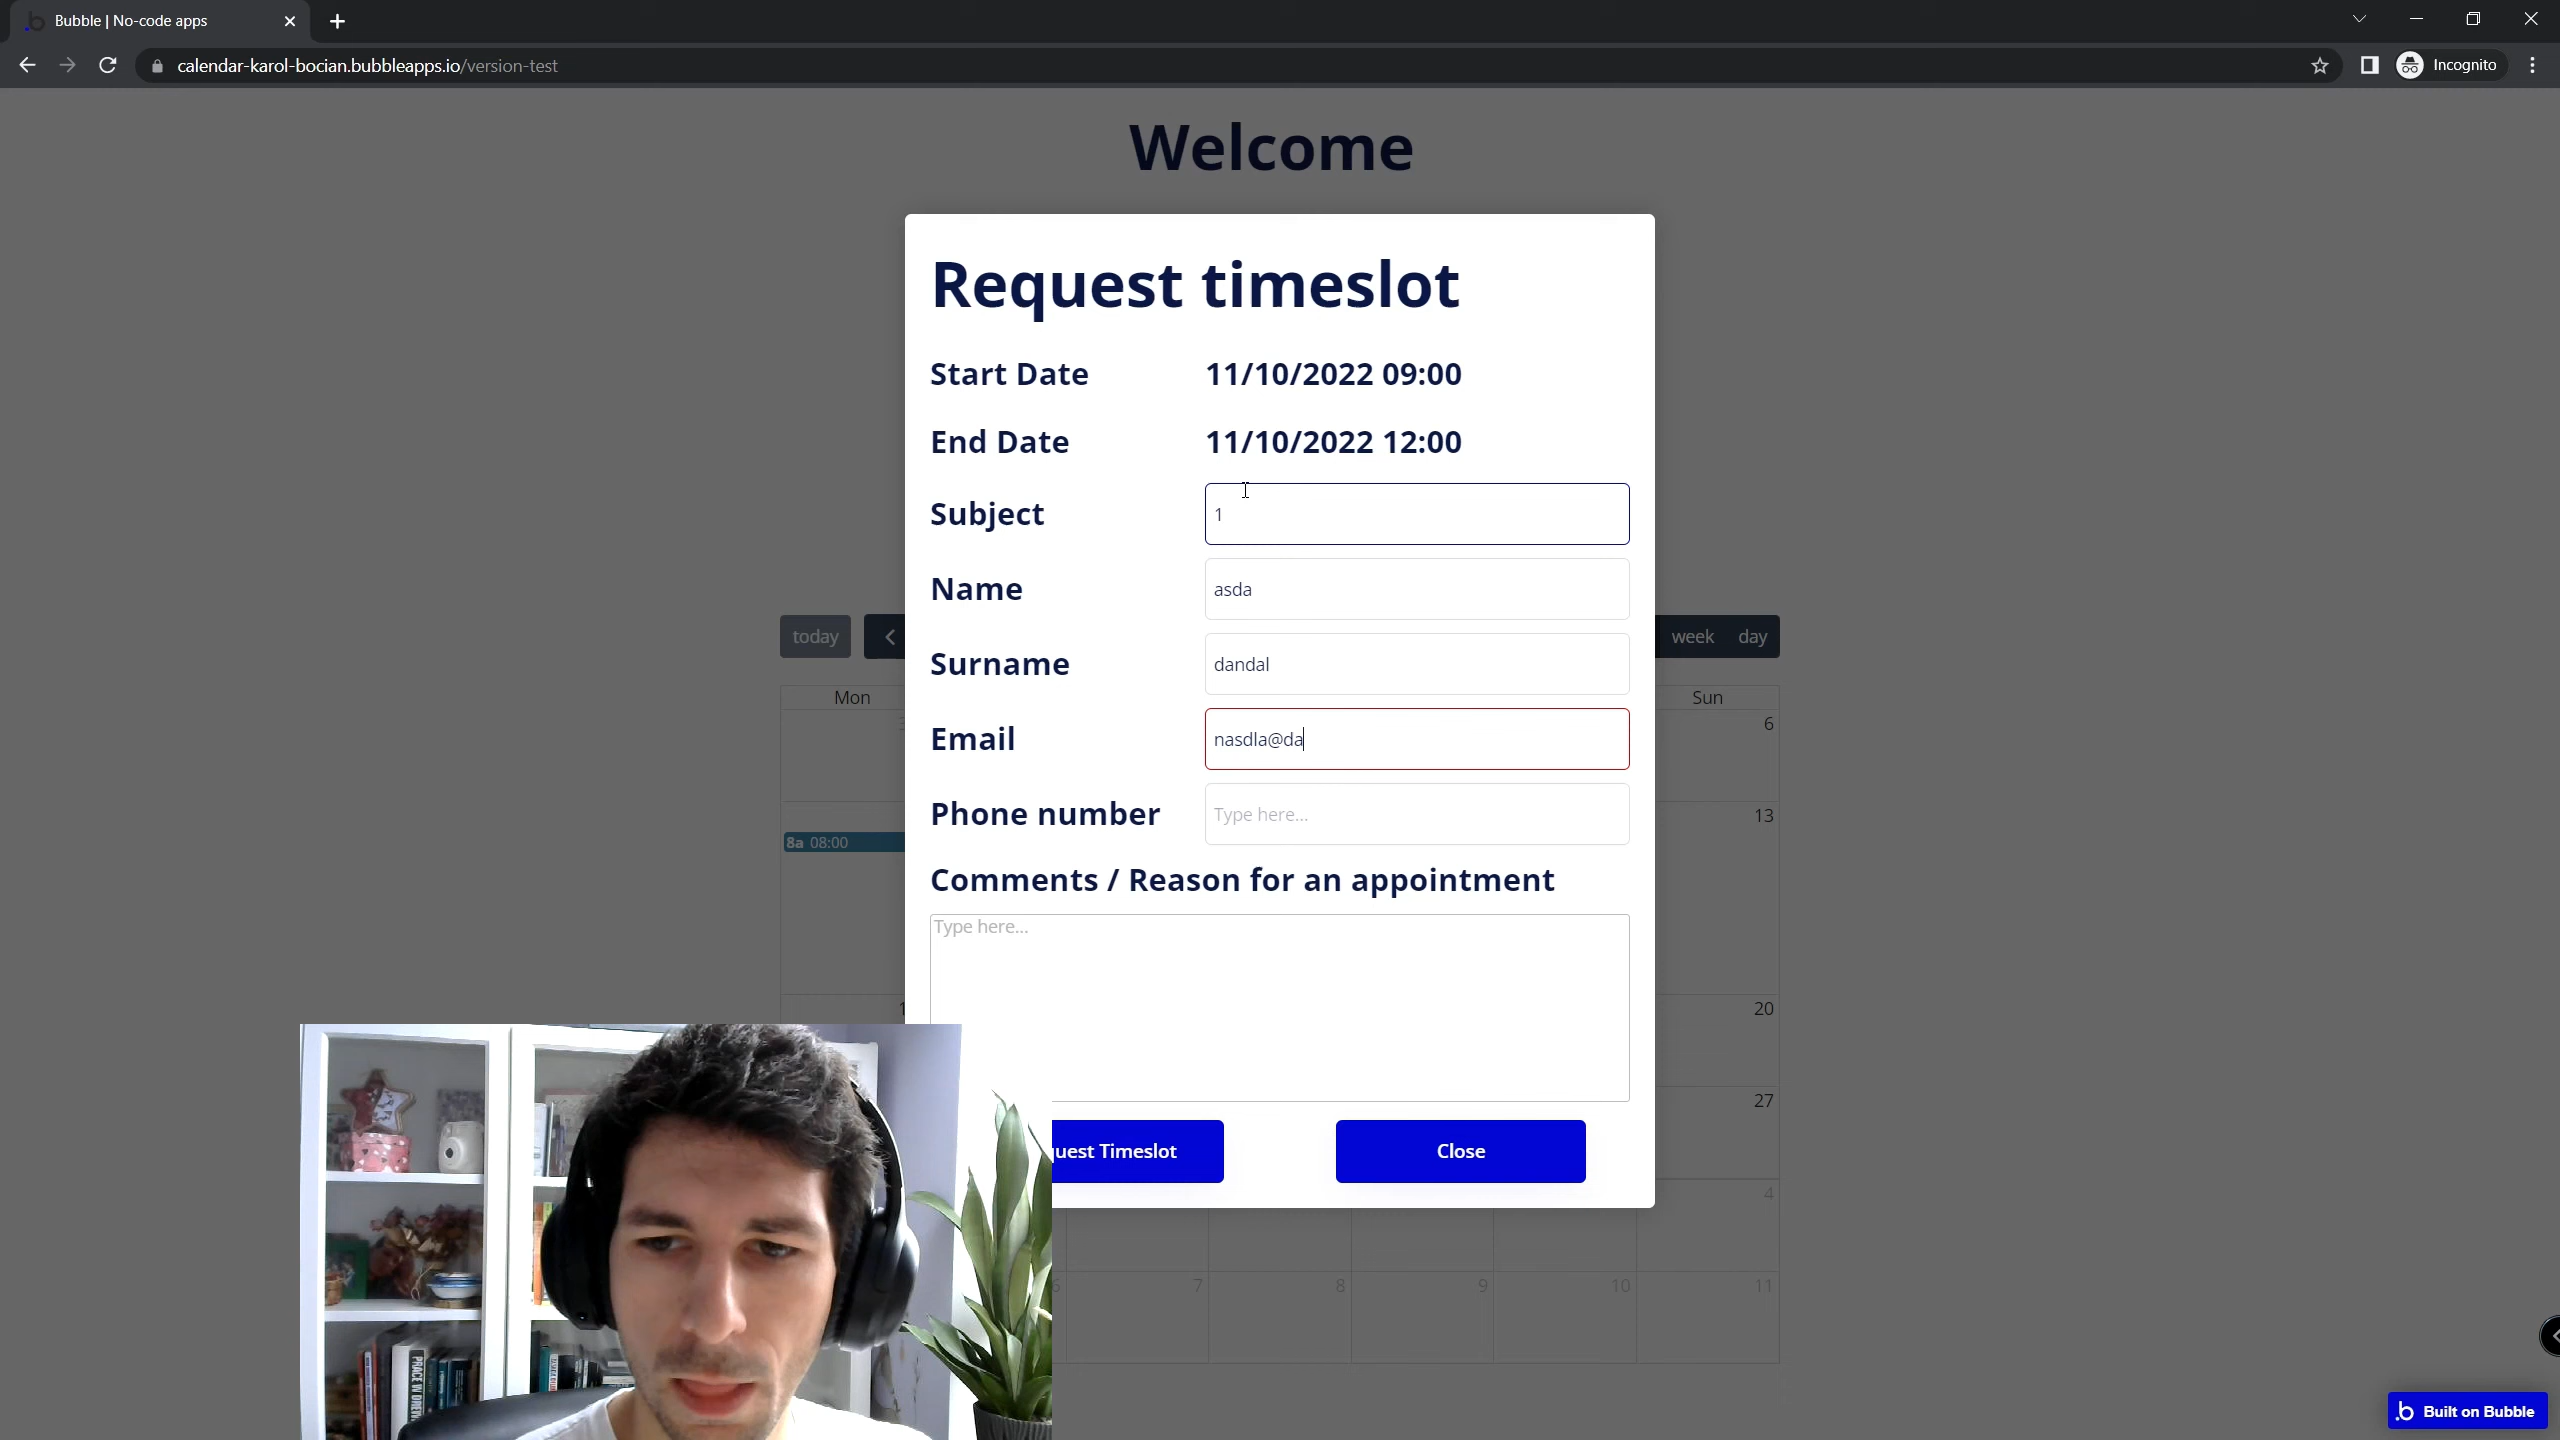 Bubble | No-code apps
calendar-karol-bocian.bubbleapps.io/version-test
Incognito
Welcome
Request timeslot
Start Date 11/10/2022 09:00
End Date 11/10/2022 12:00
Subject 1
Name asda
Surname dandal
Email nasdla@da
Phone number Type here...
Comments / Reason for an appointment
Type here...
uest Timeslot Close
today week day
Mon Sun
6
13
8a 08:00
20
27
4
7 8 9 10 11
PRACE W DREW
b Built on Bubble